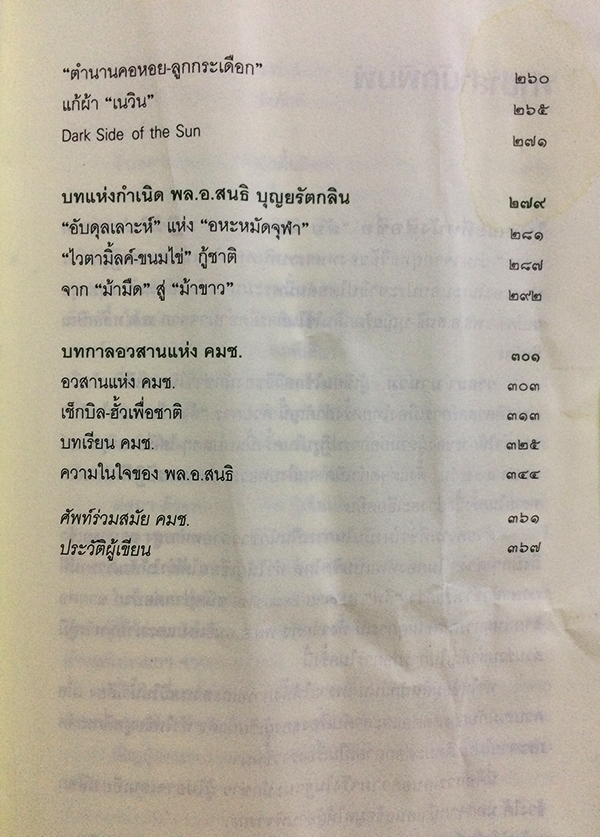 “ตำนานคอหอย-ลูกกระเดือก” ๒๖๐
แก้ผ้า “เนวิน” ๒๖๕
Dark Side of the Sun ๒๗๑
บทแห่งกำเนิด พล.อ.สนธิ บุญยรัตกลิน ๒๗๙
“อับดุลเลาะห์” แห่ง “อหะหมัดจุฬา” ๒๘๑
“ไวตามิ้ลค์-ขนมไข่” กู้ชาติ ๒๘๗
จาก “ม้ามืด” สู่ “ม้าขาว” ๒๙๒
บทกาลอวสานแห่ง คมช. ๓๐๑
อวสานแห่ง คมช. ๓๐๓
เช็กบิล-ฮั้วเพื่อชาติ ๓๑๓
บทเรียน คมช. ๓๒๕
ความในใจของ พล.อ.สนธิ ๓๔๔
ศัพท์ร่วมสมัย คมช. ๓๖๑
ประวัติผู้เขียน ๓๖๗